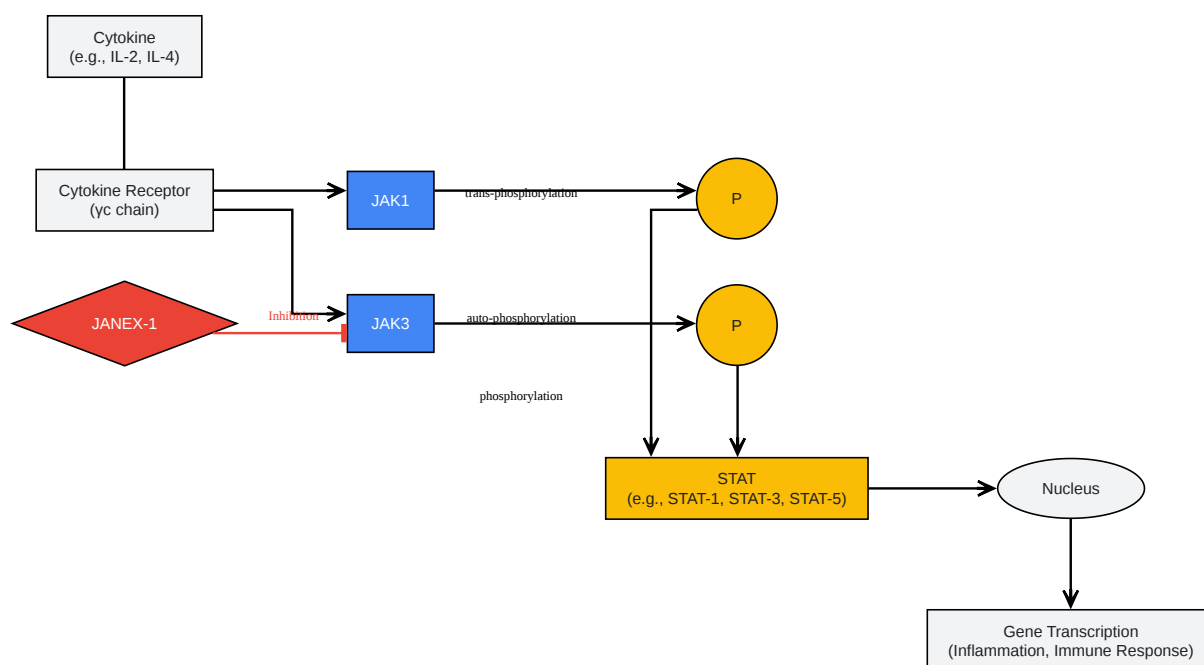 Cytokine
(e.g., IL-2, IL-4)
Cytokine Receptor
(γc chain)
JAK1
trans-phosphorylation
P
JANEX-1
Inhibition
JAK3
auto-phosphorylation
P
phosphorylation
STAT
(e.g., STAT-1, STAT-3, STAT-5)
Nucleus
Gene Transcription
(Inflammation, Immune Response)